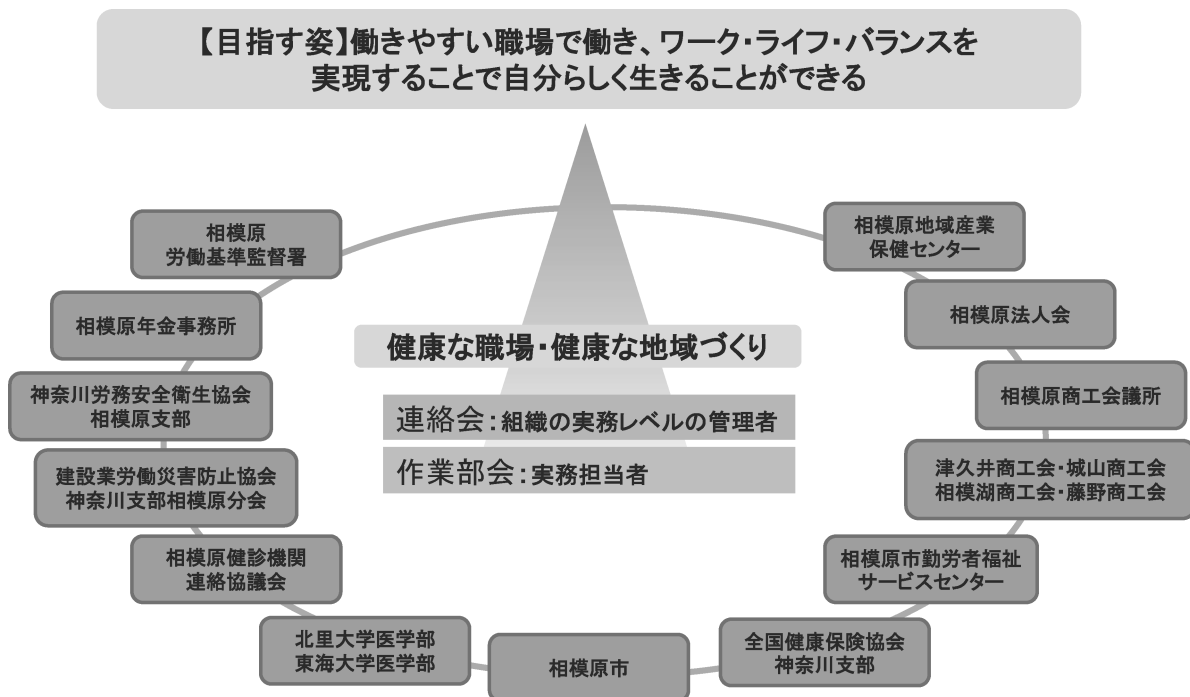 【目指す姿】働きやすい職場で働き、ワーク・ライフ・バランスを
実現することで自分らしく生きることができる
相模原
労働基準監督署
相模原地域産業
保健センター
相模原年金事務所
相模原法人会
健康な職場・健康な地域づくり
神奈川労務安全衛生協会
相模原支部
相模原商工会議所
連絡会：組織の実務レベルの管理者
作業部会：実務担当者
建設業労働災害防止協会
神奈川支部相模原分会
津久井商工会・城山商工会
相模湖商工会・藤野商工会
相模原健診機関
連絡協議会
相模原市勤労者福祉
サービスセンター
北里大学医学部
東海大学医学部
相模原市
全国健康保険協会
神奈川支部